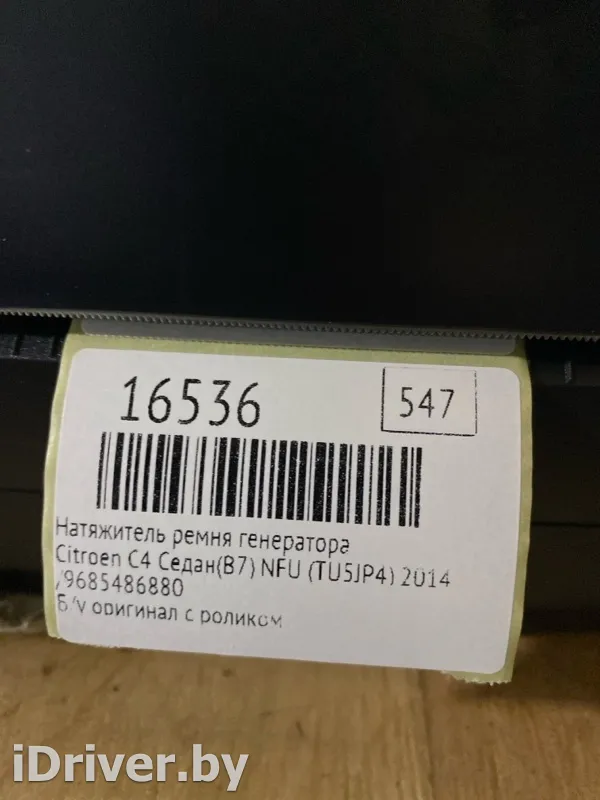 16536
547
Натяжитель ремня генератора
Citroen C4 Седан(B7) NFU (TU5JP4) 2014
/9685486880
б/у оригинал с роликом
iDriver.by